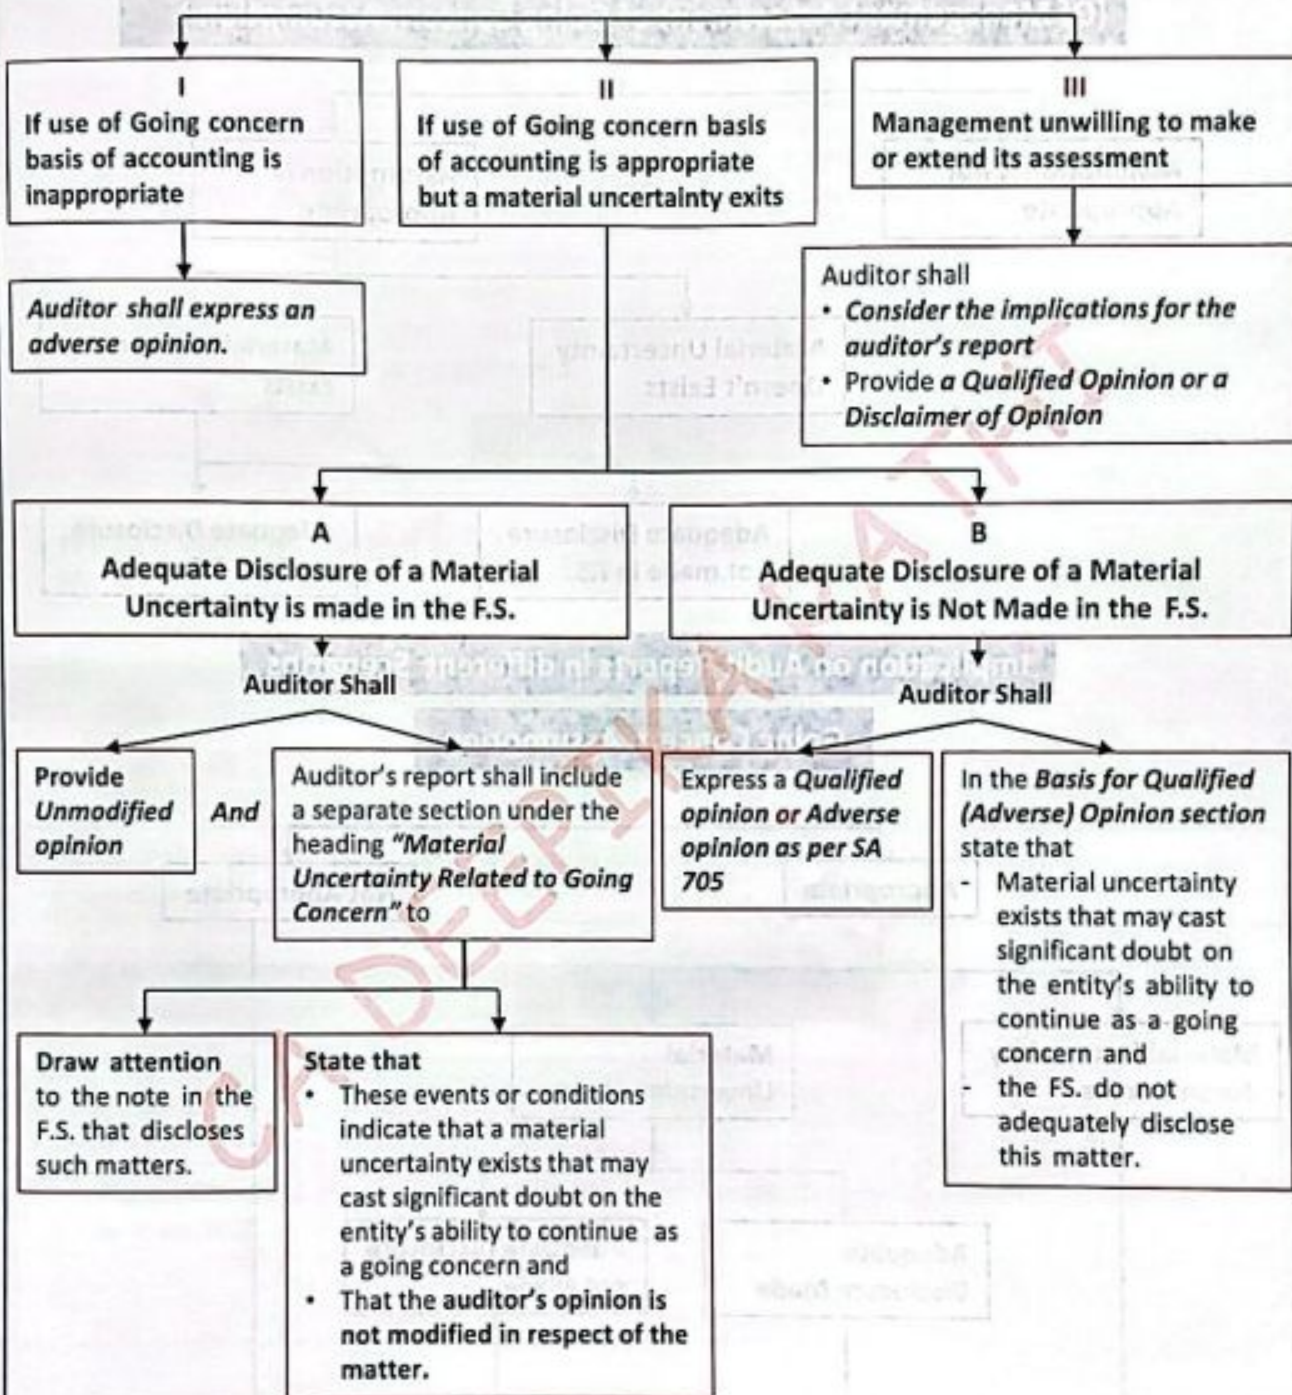 I
If use of Going concern
basis of accounting is
inappropriate
II
If use of Going concern basis
of accounting is appropriate
but a material uncertainty exits
III
Management unwilling to make
or extend its assessment
Auditor shall express an
adverse opinion.
Auditor shall
• Consider the implications for the
auditor's report
• Provide a Qualified Opinion or a
Disclaimer of Opinion
A
Adequate Disclosure of a Material
Uncertainty is made in the F.S.
B
Adequate Disclosure of a Material
Uncertainty is Not Made in the F.S.
Auditor Shall
Auditor Shall
Provide
Unmodified
opinion
And
Auditor's report shall include
a separate section under the
heading "Material
Uncertainty Related to Going
Concern" to
Express a Qualified
opinion or Adverse
opinion as per SA
705
In the Basis for Qualified
(Adverse) Opinion section
state that
- Material uncertainty
exists that may cast
significant doubt on
the entity's ability to
continue as a going
concern and
- the FS. do not
adequately disclose
this matter.
Draw attention
to the note in the
F.S. that discloses
such matters.
State that
• These events or conditions
indicate that a material
uncertainty exists that may
cast significant doubt on the
entity's ability to continue as
a going concern and
• That the auditor's opinion is
not modified in respect of the
matter.
CA DEEPIKA RATHI